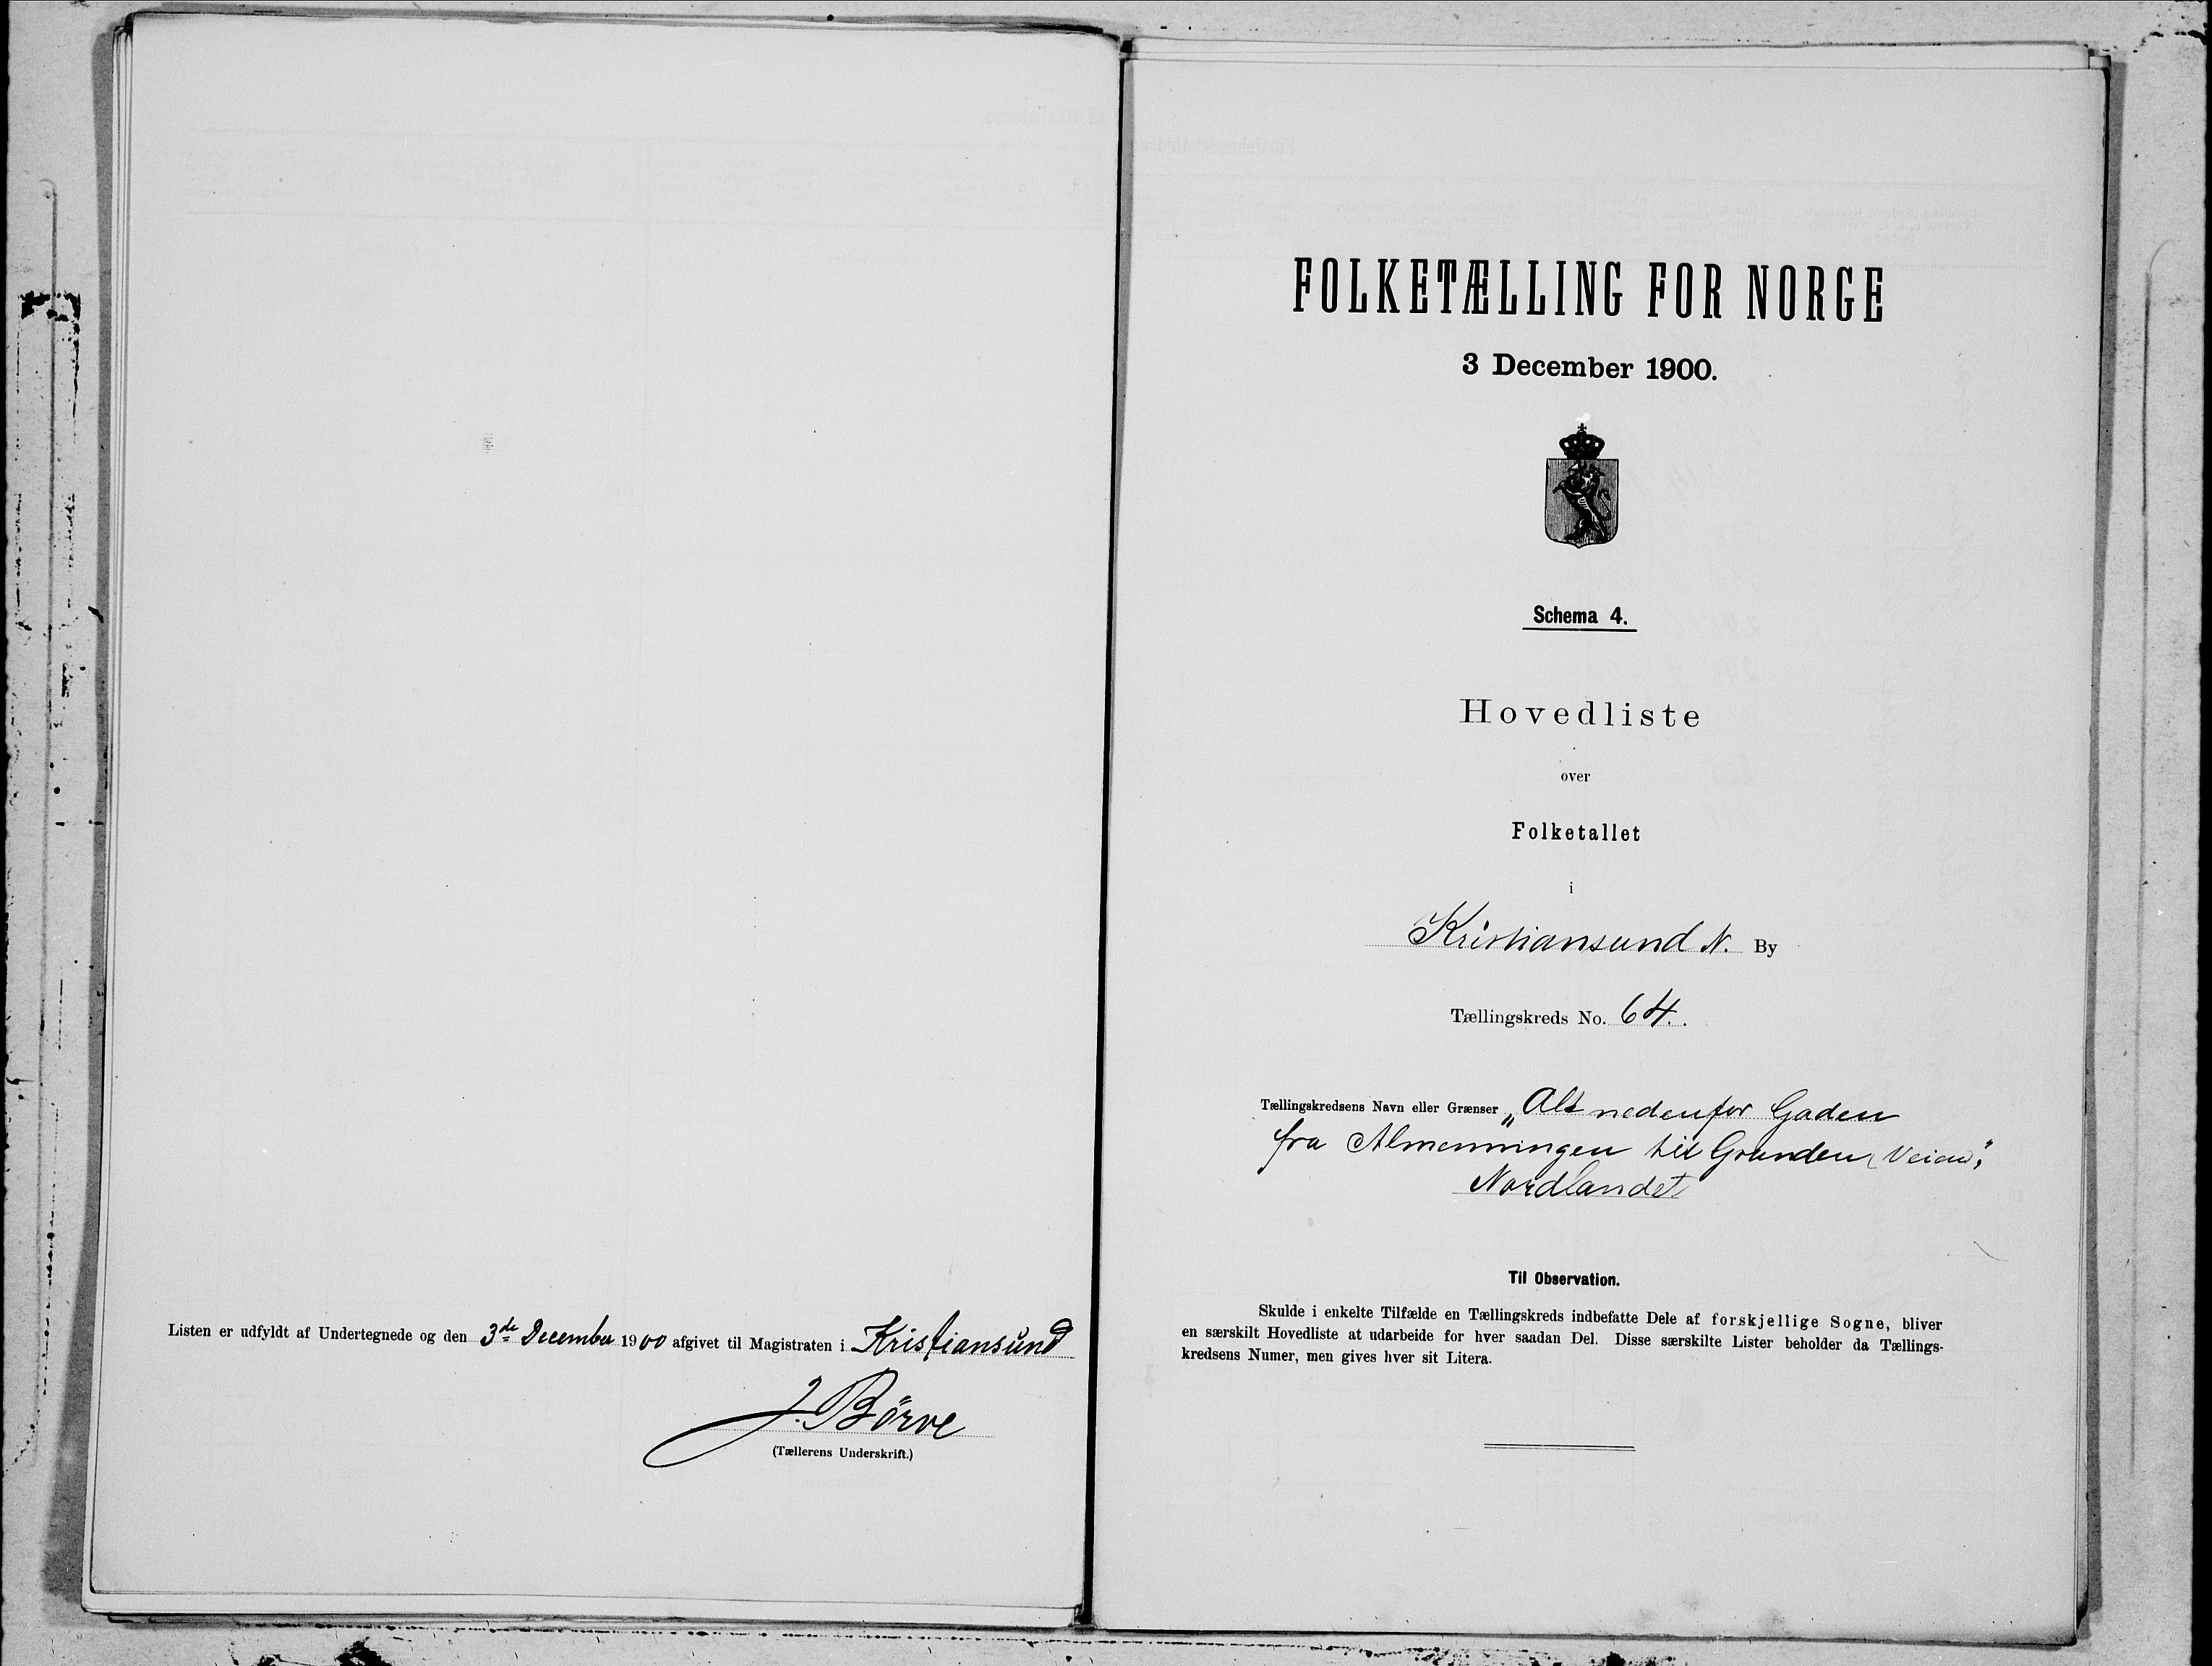 Listen er udfyldt af Undertegnede og den 3de December 1900 afgivet til Magistraten i Kristiansund
J. Börve
(Tællerens Underskrift.)
FOLKETÆLLING FOR NORGE
3 December 1900.
Schema 4.
Hovedliste
over
Folketallet
i
Kristiansund N. By
Tællingskreds No. 64.
Tællingskredsens Navn eller Grænser „Alt nedenfor Gaden
fra Almenningen til Grunden (Veien)"
Nordlandet
Til Observation.
Skulde i enkelte Tilfælde en Tællingskreds indbefatte Dele af forskjellige Sogne, bliver
en særskilt Hovedliste at udarbeide for hver saadan Del. Disse særskilte Lister beholder da Tællings-
kredsens Numer, men gives hver sit Litera.